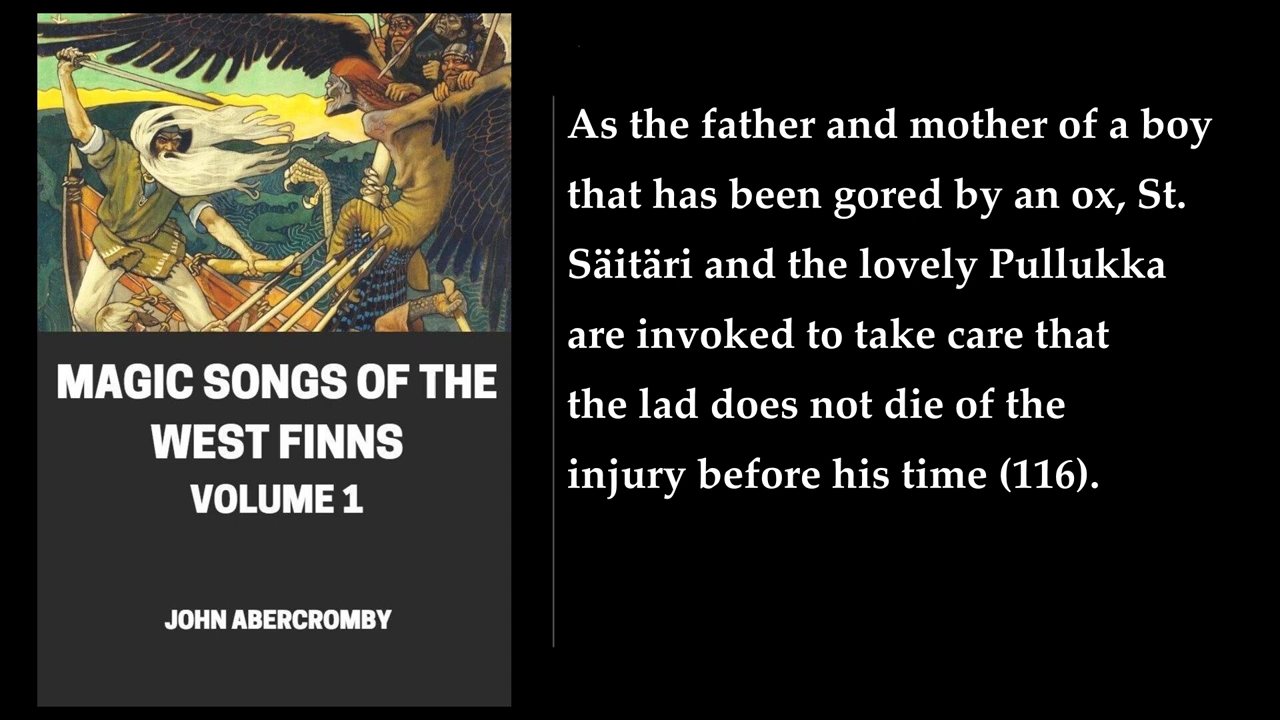 MAGIC SONGS OF THE
WEST FINNS
VOLUME 1
JOHN ABERCROMBY
As the father and mother of a boy
that has been gored by an ox, St.
Säitäri and the lovely Pullukka
are invoked to take care that
the lad does not die of the
injury before his time (116).